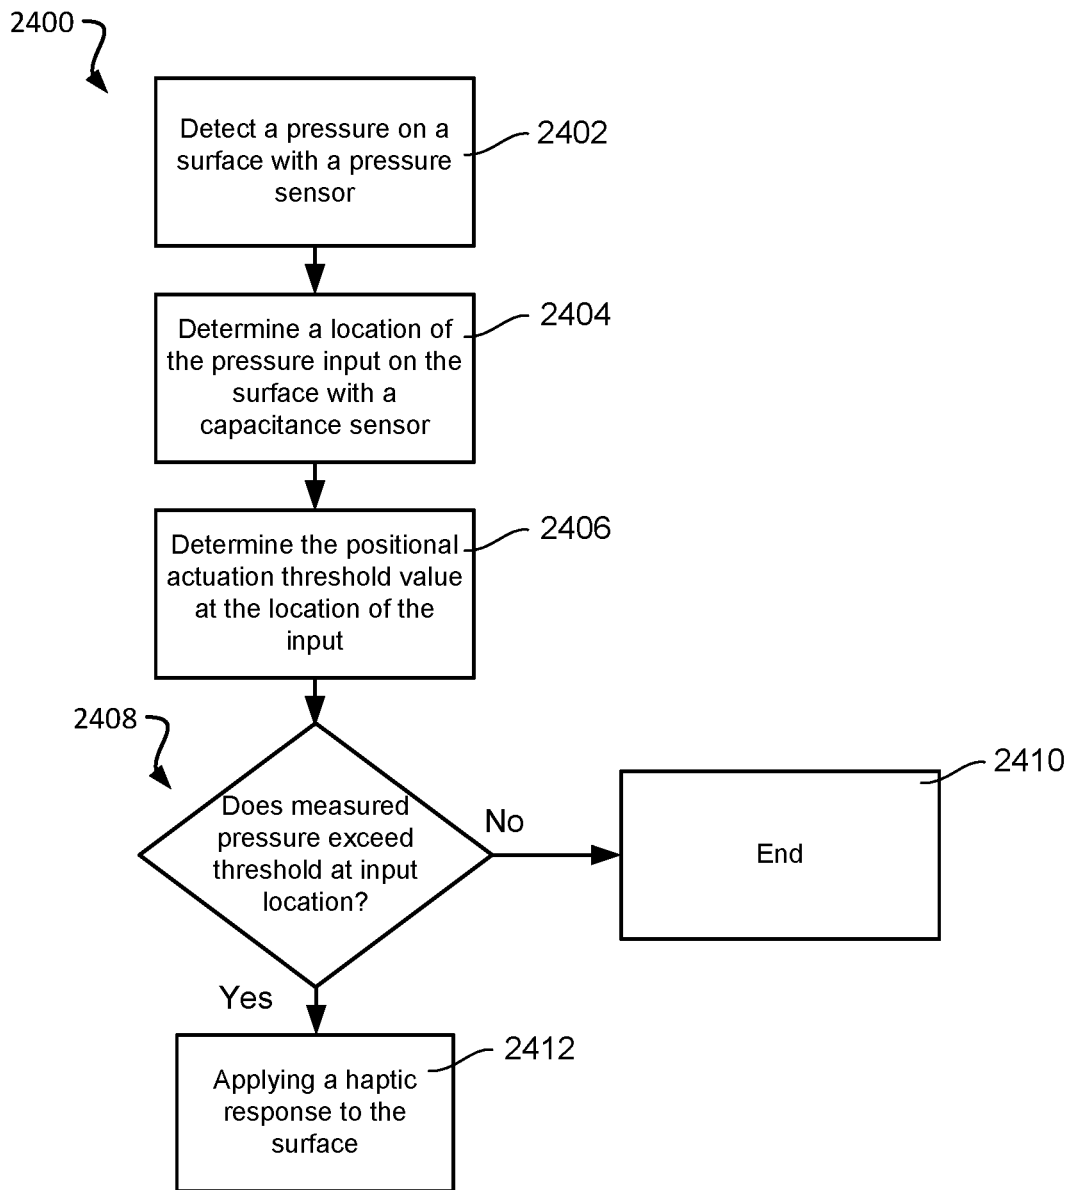 2400
Detect a pressure on a
surface with a pressure
sensor
2402
Determine a location of
the pressure input on the
surface with a
capacitance sensor
2404
Determine the positional
actuation threshold value
at the location of the
input
2406
2408
Does measured
pressure exceed
threshold at input
location?
No
End
2410
Yes
Applying a haptic
response to the
surface
2412